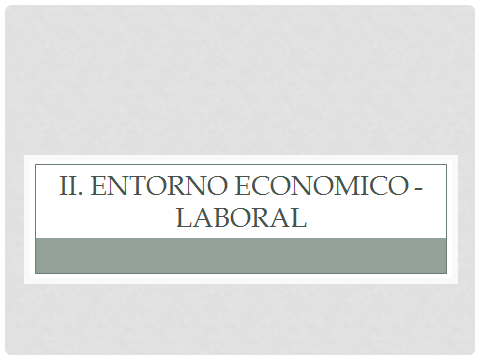 II. ENTORNO ECONOMICO -
LABORAL